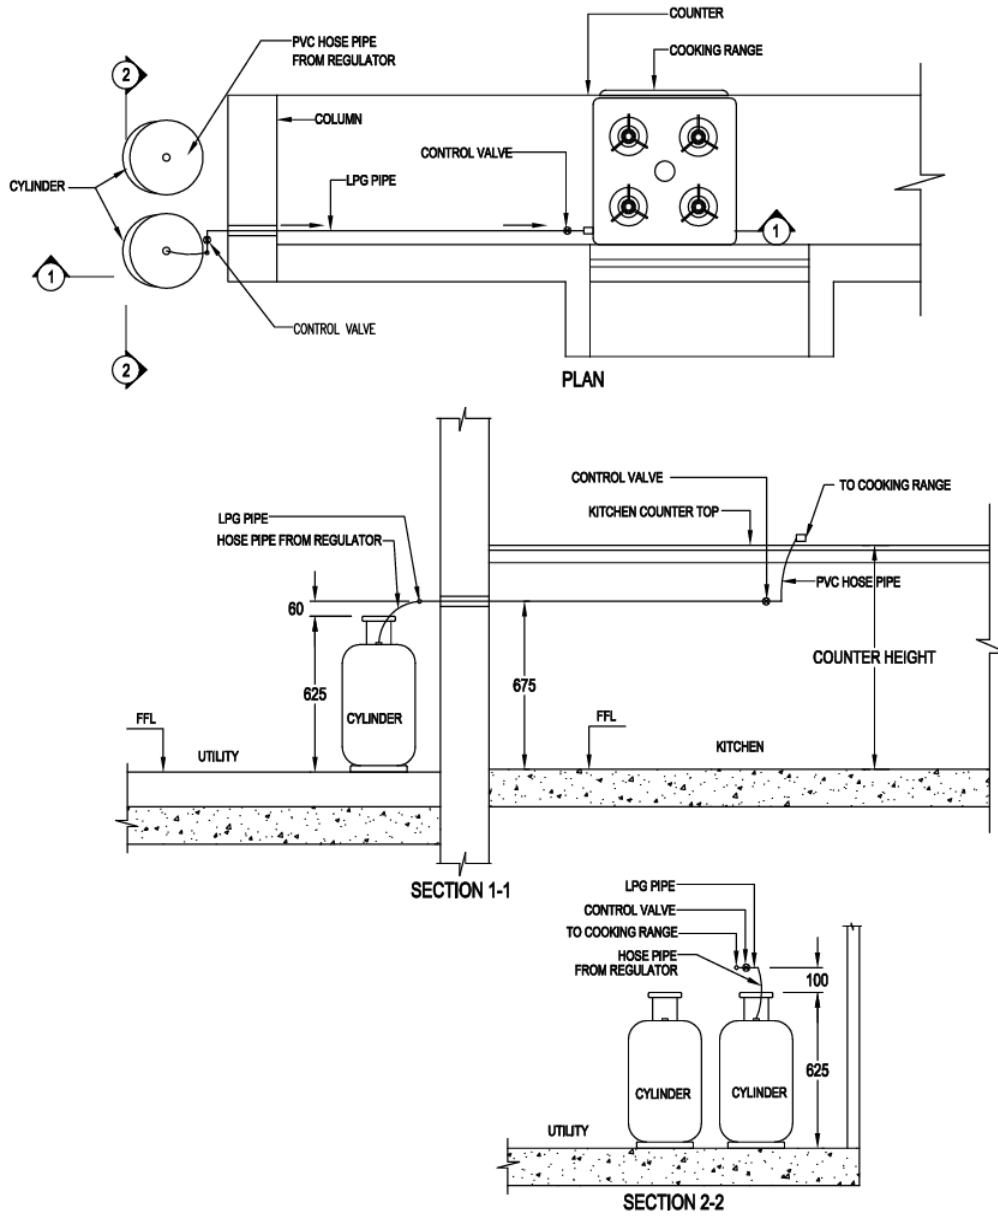 COUNTER
PVC HOSE PIPE
FROM REGULATOR
COOKING RANGE
2
COLUMN
CONTROL VALVE
CYLINDER
LPG PIPE
1
1
CONTROL VALVE
2
PLAN
CONTROL VALVE
TO COOKING RANGE
KITCHEN COUNTER TOP
LPG PIPE
HOSE PIPE FROM REGULATOR
PVC HOSE PIPE
60
COUNTER HEIGHT
675
625
CYLINDER
FFL
FFL
UTILITY
KITCHEN
SECTION 1-1
LPG PIPE
CONTROL VALVE
TO COOKING RANGE
HOSE PIPE
FROM REGULATOR
100
625
CYLINDER
CYLINDER
UTILITY
SECTION 2-2